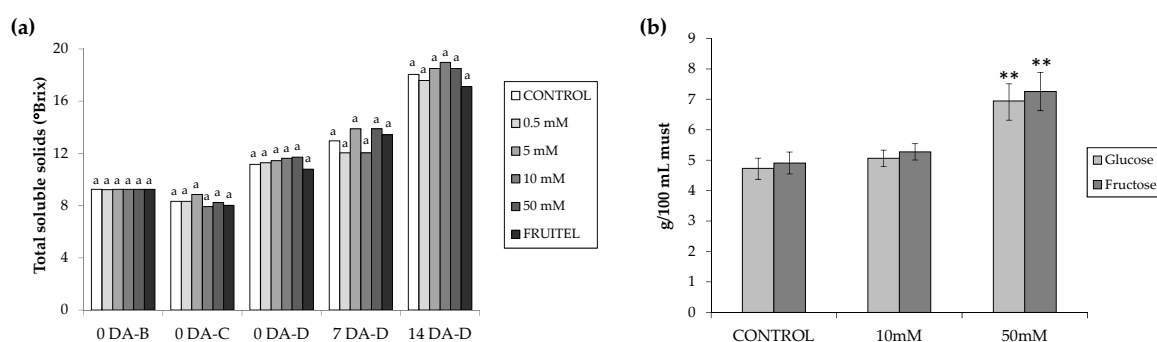 (a)
Total soluble solids (ºBrix)
20
16
12
8
4
0
a a a a a a
a a a a a a
a a a a a a
a a a a a a
a a a a a a
0 DA-B 0 DA-C 0 DA-D 7 DA-D 14 DA-D
CONTROL
0.5 mM
5 mM
10 mM
50 mM
FRUITEL
(b)
g/100 mL must
9
8
7
6
5
4
3
2
1
0
** **
CONTROL 10mM 50mM
Glucose
Fructose